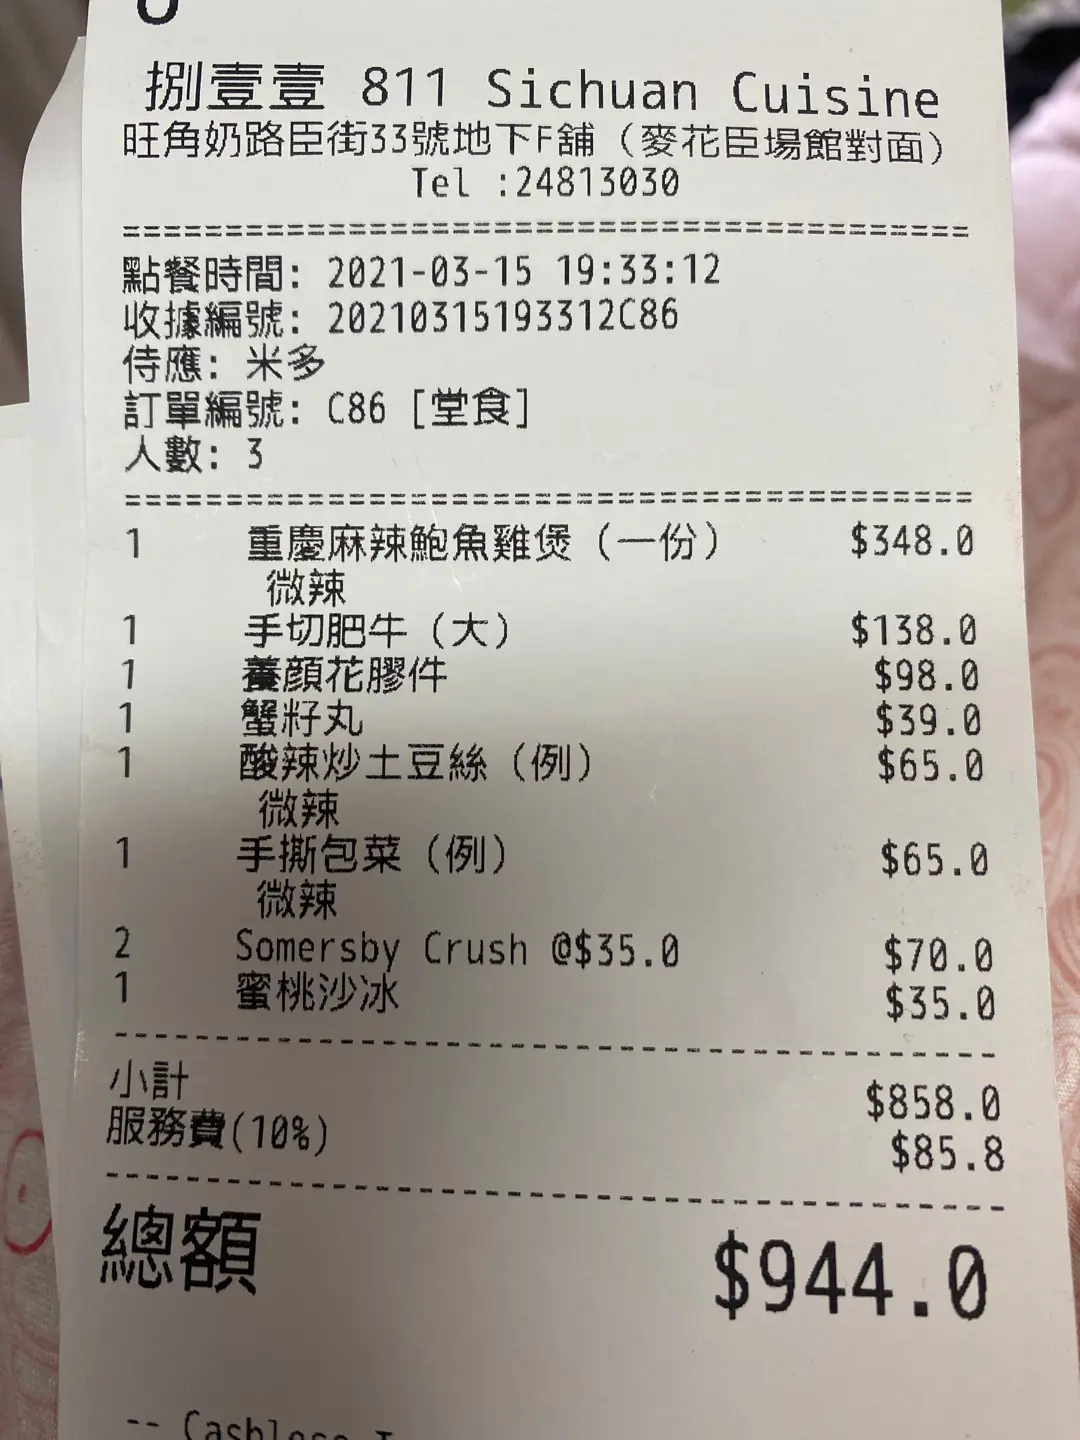 捌壹壹 811 Sichuan Cuisine
旺角奶路臣街33號地下F舖（麥花臣場館對面）
Tel :24813030
=========================================
點餐時間: 2021-03-15 19:33:12
收據編號: 20210315193312C86
侍應: 米多
訂單編號: C86 [堂食]
人數: 3
=========================================
1 重慶麻辣鮑魚雞煲（一份） $348.0
微辣
1 手切肥牛（大） $138.0
1 養顏花膠件 $98.0
1 蟹籽丸 $39.0
1 酸辣炒土豆絲（例） $65.0
微辣
1 手撕包菜（例） $65.0
微辣
2 Somersby Crush @$35.0 $70.0
1 蜜桃沙冰 $35.0
-----------------------------------------
小計 $858.0
服務費(10%) $85.8
-----------------------------------------
總額 $944.0
-- Cashless